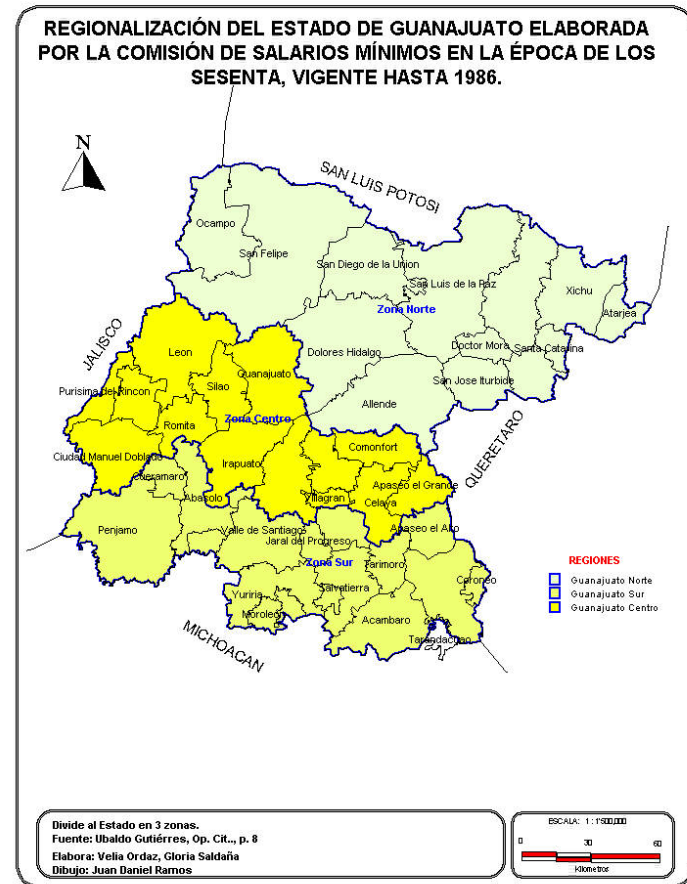 REGIONALIZACIÓN DEL ESTADO DE GUANAJUATO ELABORADA
POR LA COMISIÓN DE SALARIOS MÍNIMOS EN LA ÉPOCA DE LOS
SESENTA, VIGENTE HASTA 1986.
N
SAN LUIS POTOSI
Ocampo
San Felipe
San Diego de la Union
San Luis de la Paz
Xichu
Atarjea
Zona Norte
JALISCO
Leon
Guanajuato
Dolores Hidalgo
Doctor Mora
Santa Catarina
San Jose Iturbide
Purisima del Rincon
Silao
Allende
Romita
Zona Centro
QUERETARO
Ciudad Manuel Doblado
Irapuato
Comonfort
Cueramaro
Apaseo el Grande
Abasolo
Villagran
Celaya
Penjamo
Valle de Santiago
Apaseo el Alto
Jaral del Progreso
Zona Sur
Tarimoro
Coroneo
Yuriria
Salvatierra
Moroleon
Acambaro
Tarandacuao
MICHOACAN
REGIONES
Guanajuato Norte
Guanajuato Sur
Guanajuato Centro
Divide al Estado en 3 zonas.
Fuente: Ubaldo Gutiérres, Op. Cit.., p. 8
Elabora: Velia Ordaz, Gloria Saldaña
Dibujo: Juan Daniel Ramos
ESCALA: 1:1'500,000
0 30 60
Kilometros